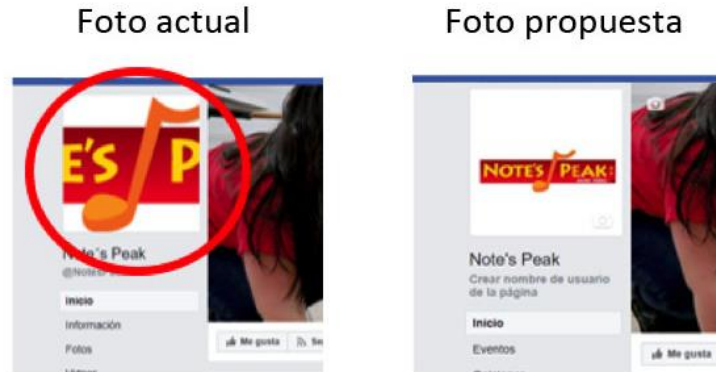 Foto actual
Foto propuesta
E'S P
Note's Peak
Inicio
Información
Fotos
Me gusta
NOTE'S PEAK:
Note's Peak
Crear nombre de usuario
de la página
Inicio
Eventos
Me gusta